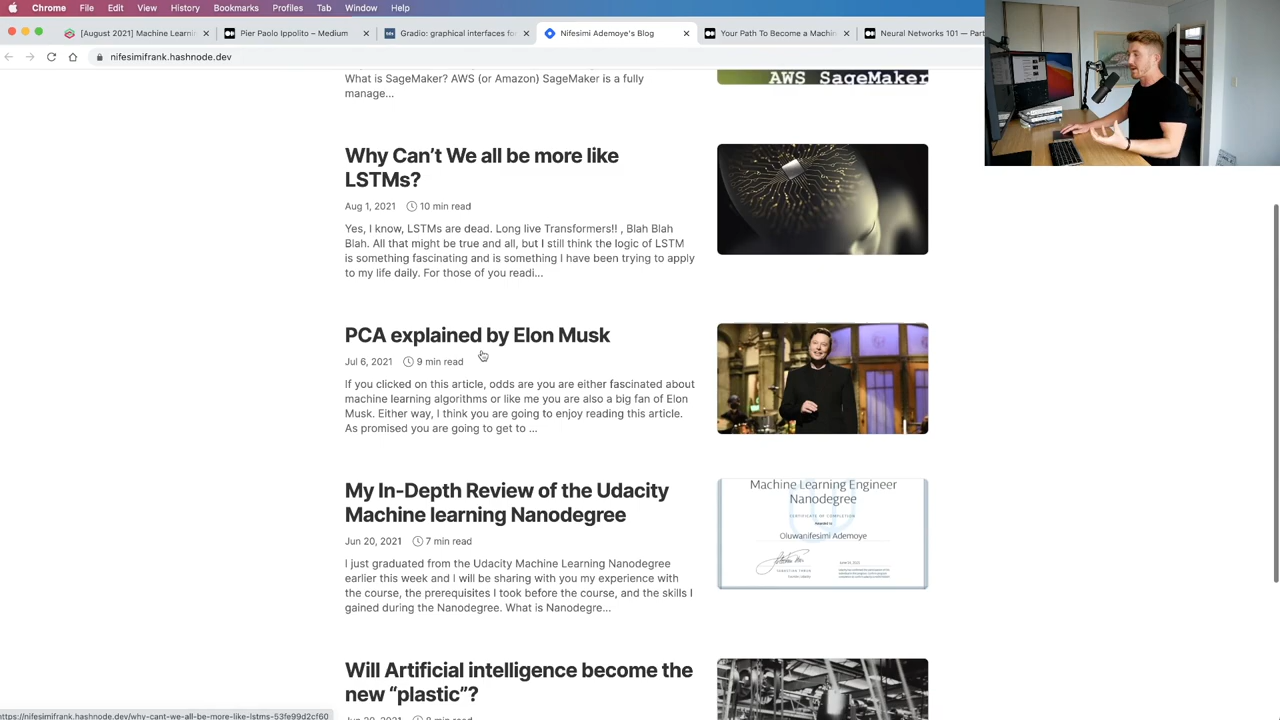 File Edit View History Bookmarks Profiles Tab Window Help
[August 2021] Machine Learni
Pier Paolo Ippolito – Medium
Gradio: graphical interfaces fo
Nifesimi Ademoye's Blog
Your Path To Become a Machin
Neural Networks 101 — Part
nifesimifrank.hashnode.dev
What is SageMaker? AWS (or Amazon) SageMaker is a fully
manage...
AWS SageMaker
Why Can't We all be more like
LSTMs?
Aug 1, 2021 10 min read
Yes, I know, LSTMs are dead. Long live Transformers!! , Blah Blah
Blah. All that might be true and all, but I still think the logic of LSTM
is something fascinating and is something I have been trying to apply
to my life daily. For those of you readi...
PCA explained by Elon Musk
Jul 6, 2021 9 min read
If you clicked on this article, odds are you are either fascinated about
machine learning algorithms or like me you are also a big fan of Elon
Musk. Either way, I think you are going to enjoy reading this article.
As promised you are going to get to ...
My In-Depth Review of the Udacity
Machine learning Nanodegree
Jun 20, 2021 7 min read
I just graduated from the Udacity Machine Learning Nanodegree
earlier this week and I will be sharing with you my experience with
the course, the prerequisites I took before the course, and the skills I
gained during the Nanodegree. What is Nanodegre...
Machine Learning Engineer
Nanodegree
CERTIFICATE OF COMPLETION
Oluwanifesimi Ademoye
Will Artificial intelligence become the
new “plastic”?
Jun 20, 2021 8 min read
https://nifesimifrank.hashnode.dev/why-cant-we-all-be-more-like-lstms-53fe99d2cf60